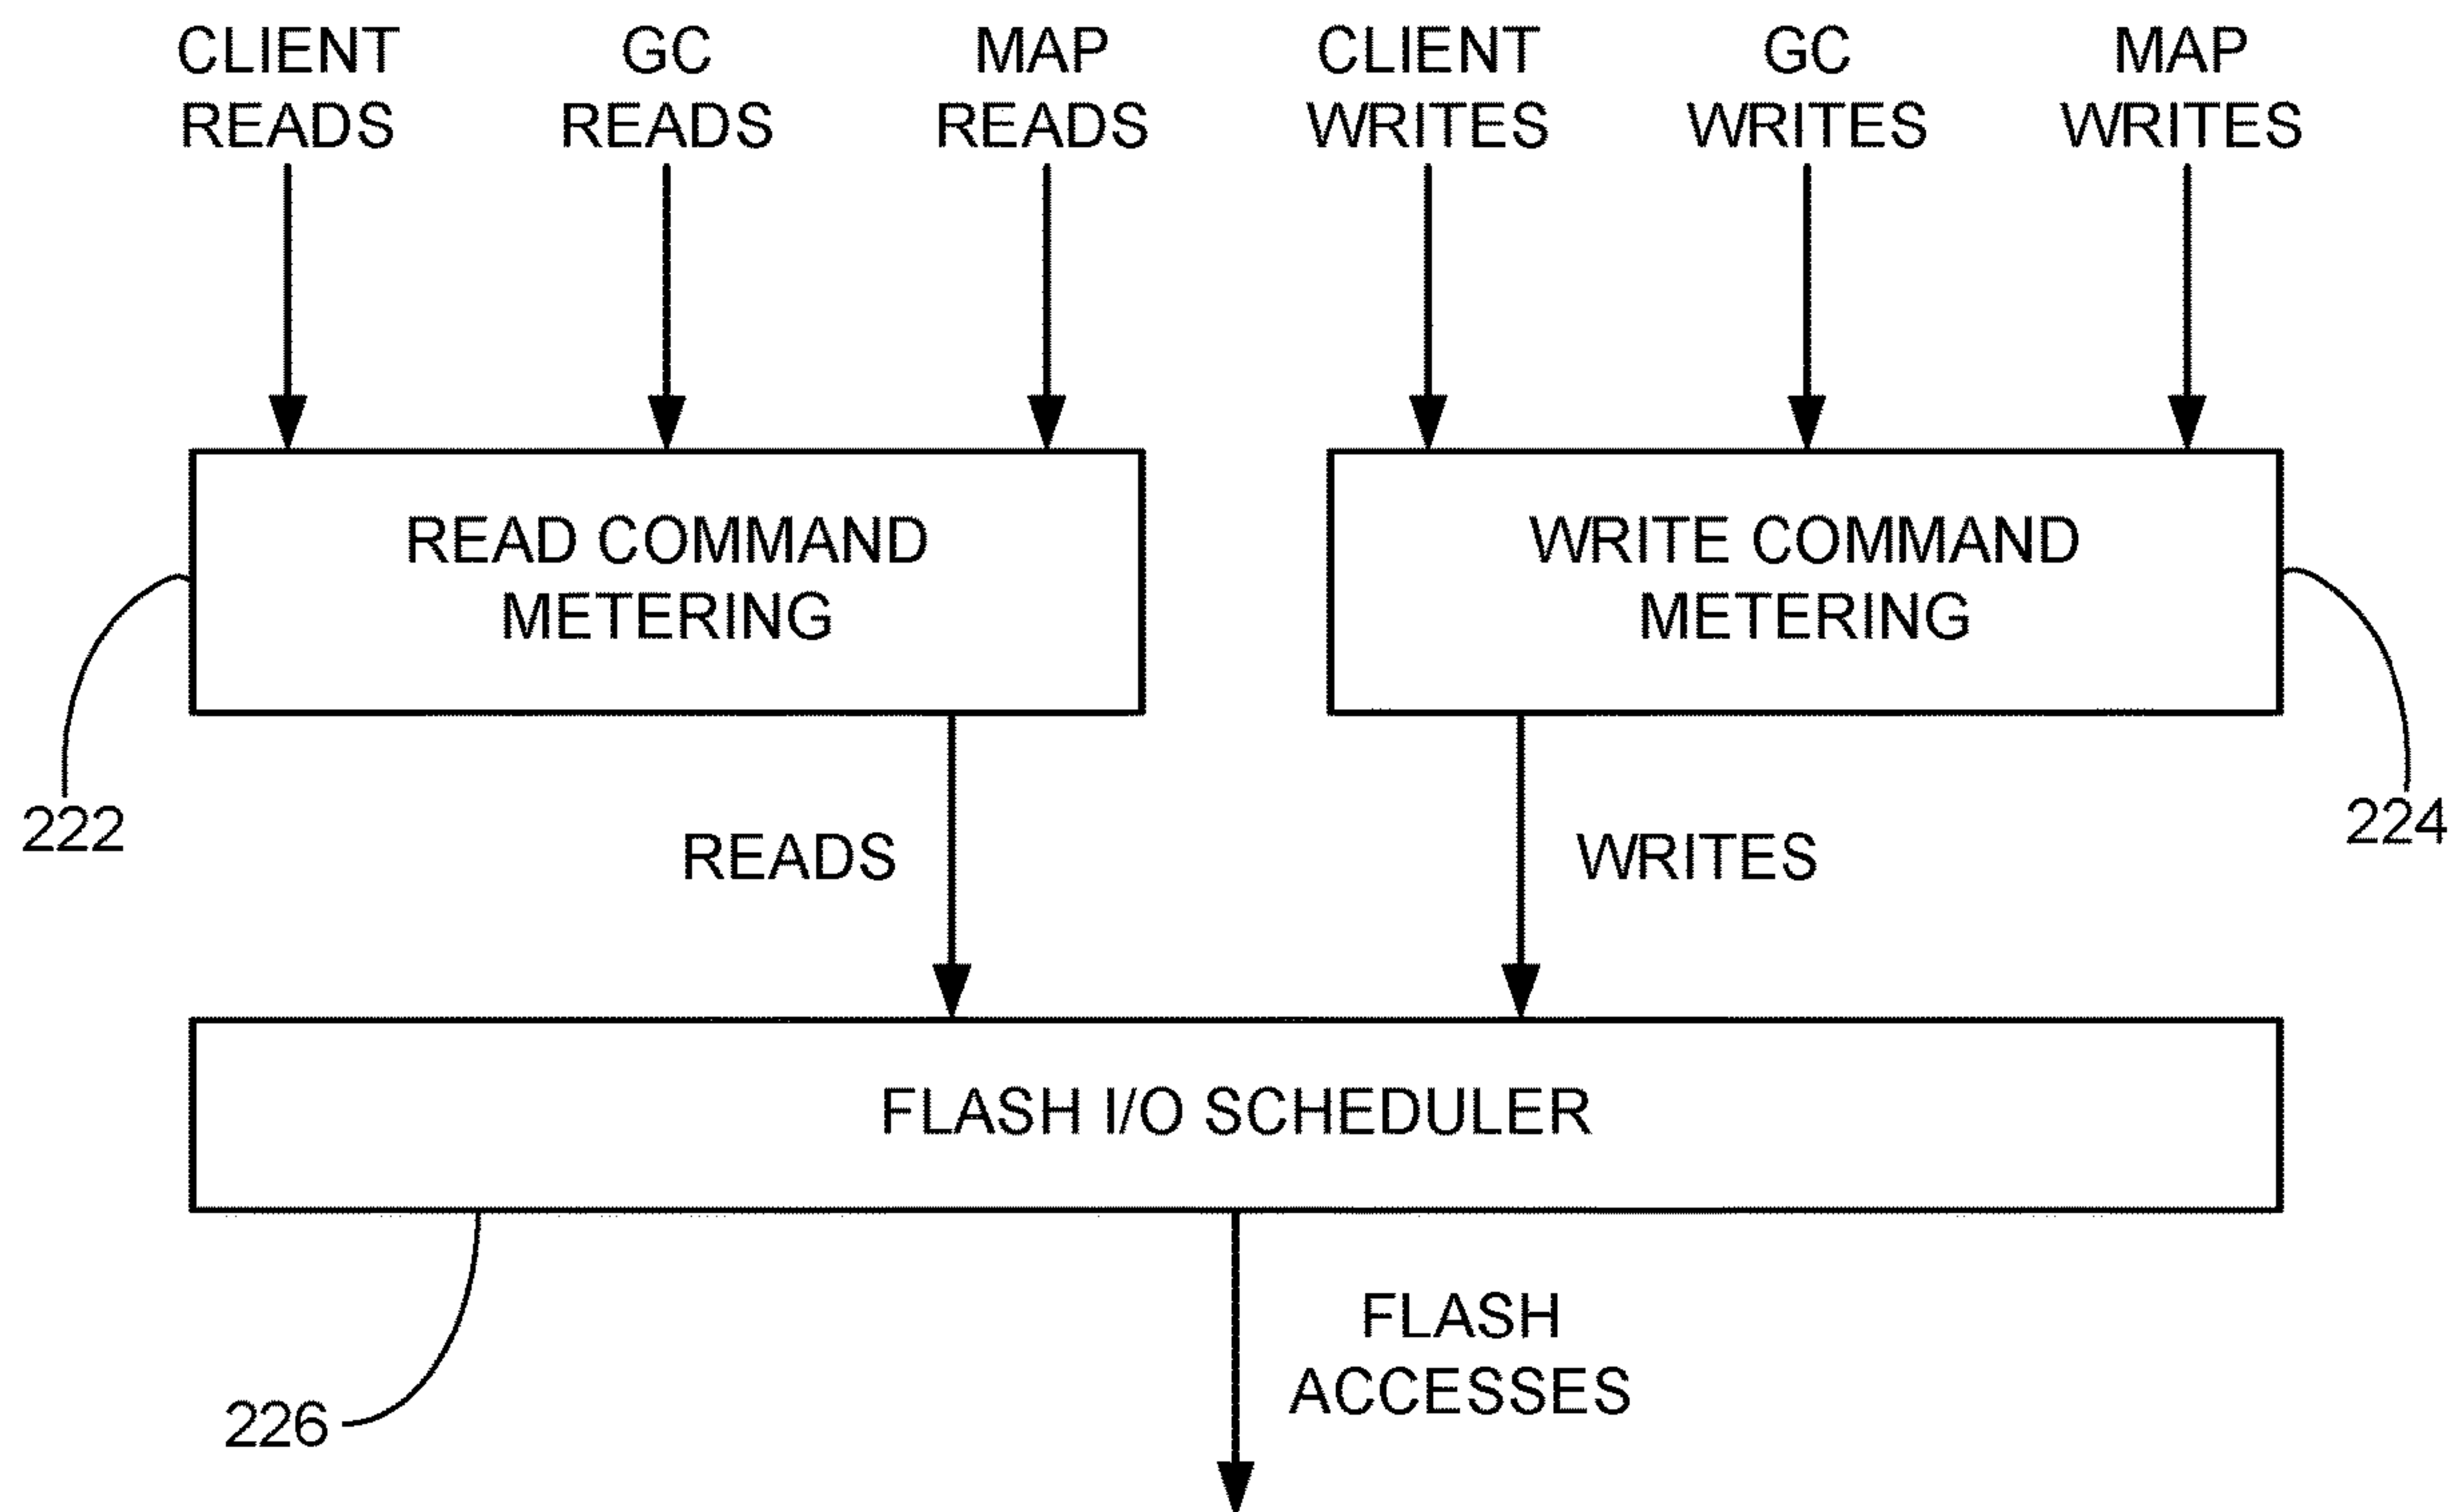 CLIENT
READS
GC
READS
MAP
READS
CLIENT
WRITES
GC
WRITES
MAP
WRITES
READ COMMAND
METERING
WRITE COMMAND
METERING
222
224
READS
WRITES
FLASH I/O SCHEDULER
FLASH
ACCESSES
226